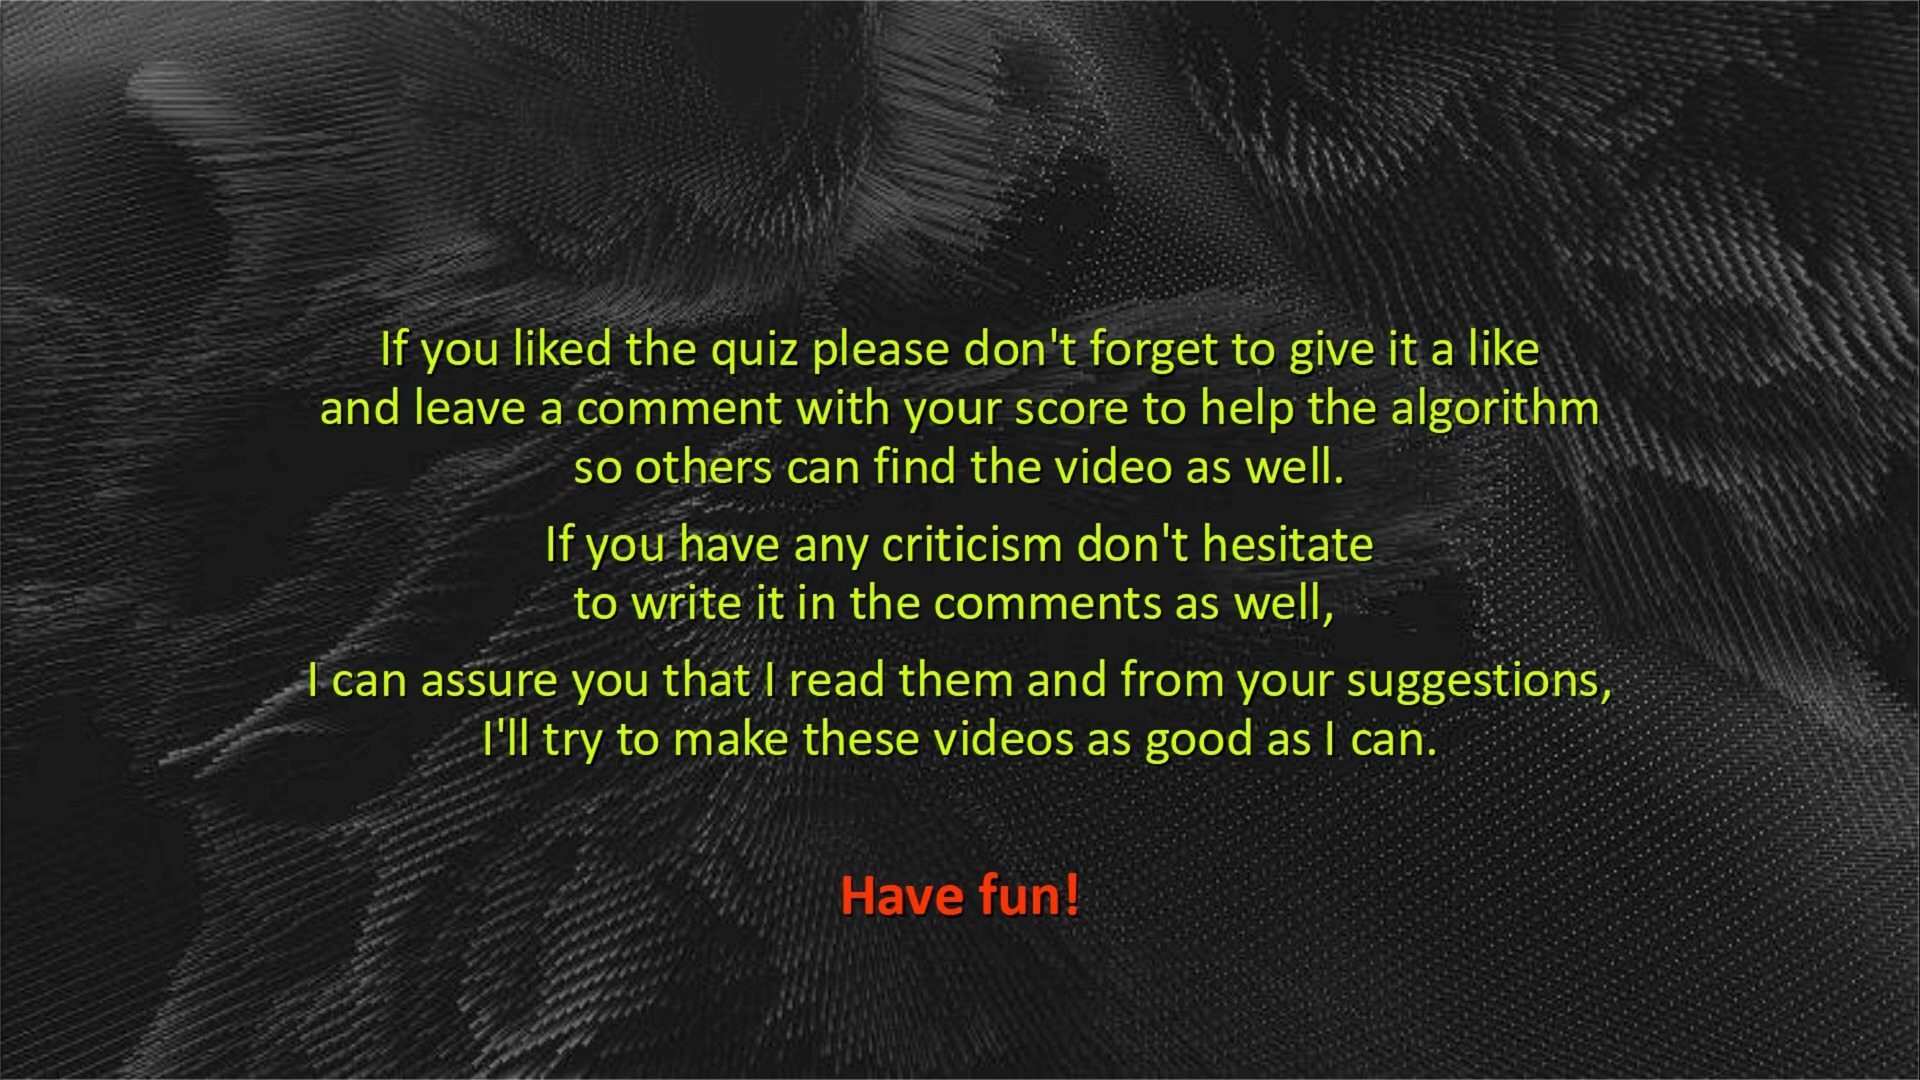 If you liked the quiz please don't forget to give it a like
and leave a comment with your score to help the algorithm
so others can find the video as well.
If you have any criticism don't hesitate
to write it in the comments as well,
I can assure you that I read them and from your suggestions,
I'll try to make these videos as good as I can.
Have fun!